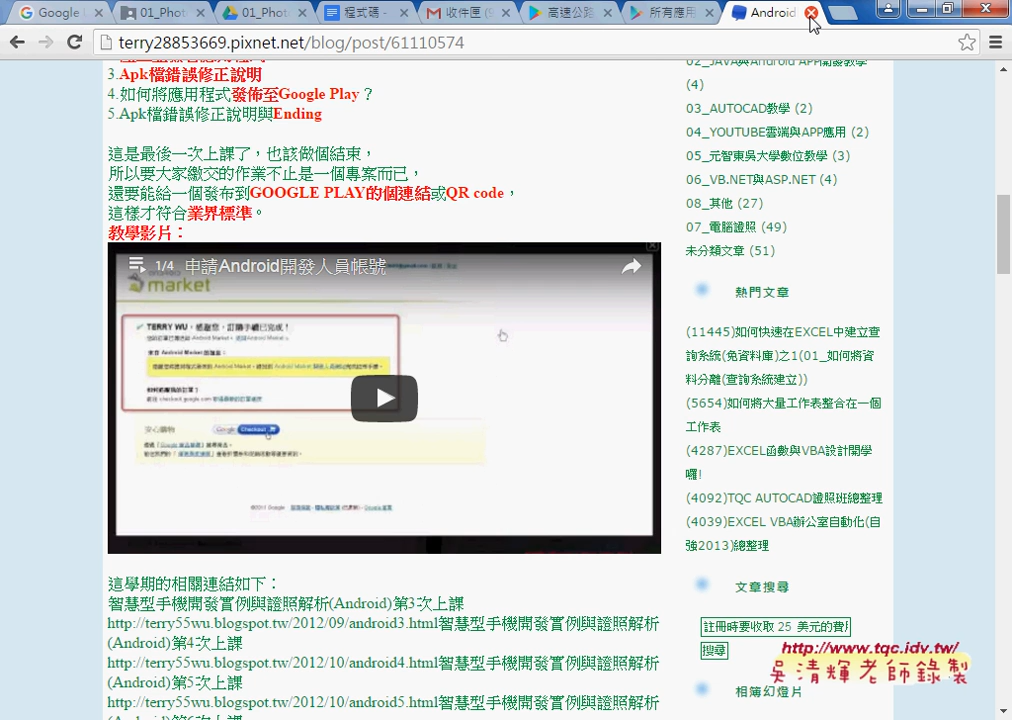 Google
01_Phot
01_Phot
程式碼 -
收件匣 (9
高速公路
所有應用
Android
terry28853669.pixnet.net/blog/post/61110574
3.Apk檔錯誤修正說明
4.如何將應用程式發佈至Google Play？
5.Apk檔錯誤修正說明與Ending
這是最後一次上課了，也該做個結束，
所以要大家繳交的作業不止是一個專案而已，
還要能給一個發布到GOOGLE PLAY的個連結或QR code，
這樣才符合業界標準。
教學影片：
1/4 申請Android開發人員帳號
market
TERRY WU，感謝您，訂購手續已完成！
安心購物
Google Checkout
這學期的相關連結如下：
智慧型手機開發實例與證照解析(Android)第3次上課
http://terry55wu.blogspot.tw/2012/09/android3.html智慧型手機開發實例與證照解析
(Android)第4次上課
http://terry55wu.blogspot.tw/2012/10/android4.html智慧型手機開發實例與證照解析
(Android)第5次上課
http://terry55wu.blogspot.tw/2012/10/android5.html智慧型手機開發實例與證照解析
02_JAVA與Android APP開發教學
(4)
03_AUTOCAD教學 (2)
04_YOUTUBE雲端與APP應用 (2)
05_元智東吳大學數位教學 (3)
06_VB.NET與ASP.NET (4)
08_其他 (27)
07_電腦證照 (49)
未分類文章 (51)
熱門文章
(11445)如何快速在EXCEL中建立查
詢系統(免資料庫)之1(01_如何將資
料分離(查詢系統建立))
(5654)如何將大量工作表整合在一個
工作表
(4287)EXCEL函數與VBA設計開學
囉!
(4092)TQC AUTOCAD證照班總整理
(4039)EXCEL VBA辦公室自動化(自
強2013)總整理
文章搜尋
註冊時要收取 25 美元的費
搜尋
http://www.tqc.idv.tw/
吳清輝老師錄製
相簿幻燈片